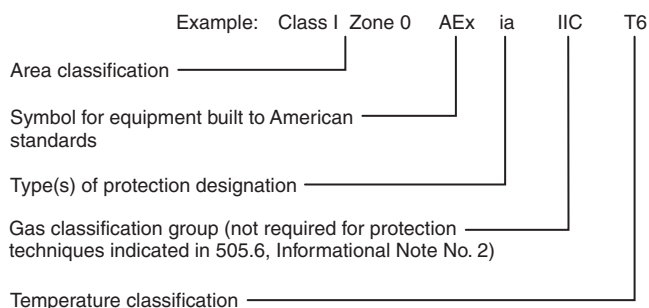 Example: Class I Zone 0 AEx ia IIC T6
Area classification
Symbol for equipment built to American
standards
Type(s) of protection designation
Gas classification group (not required for protection
techniques indicated in 505.6, Informational Note No. 2)
Temperature classification